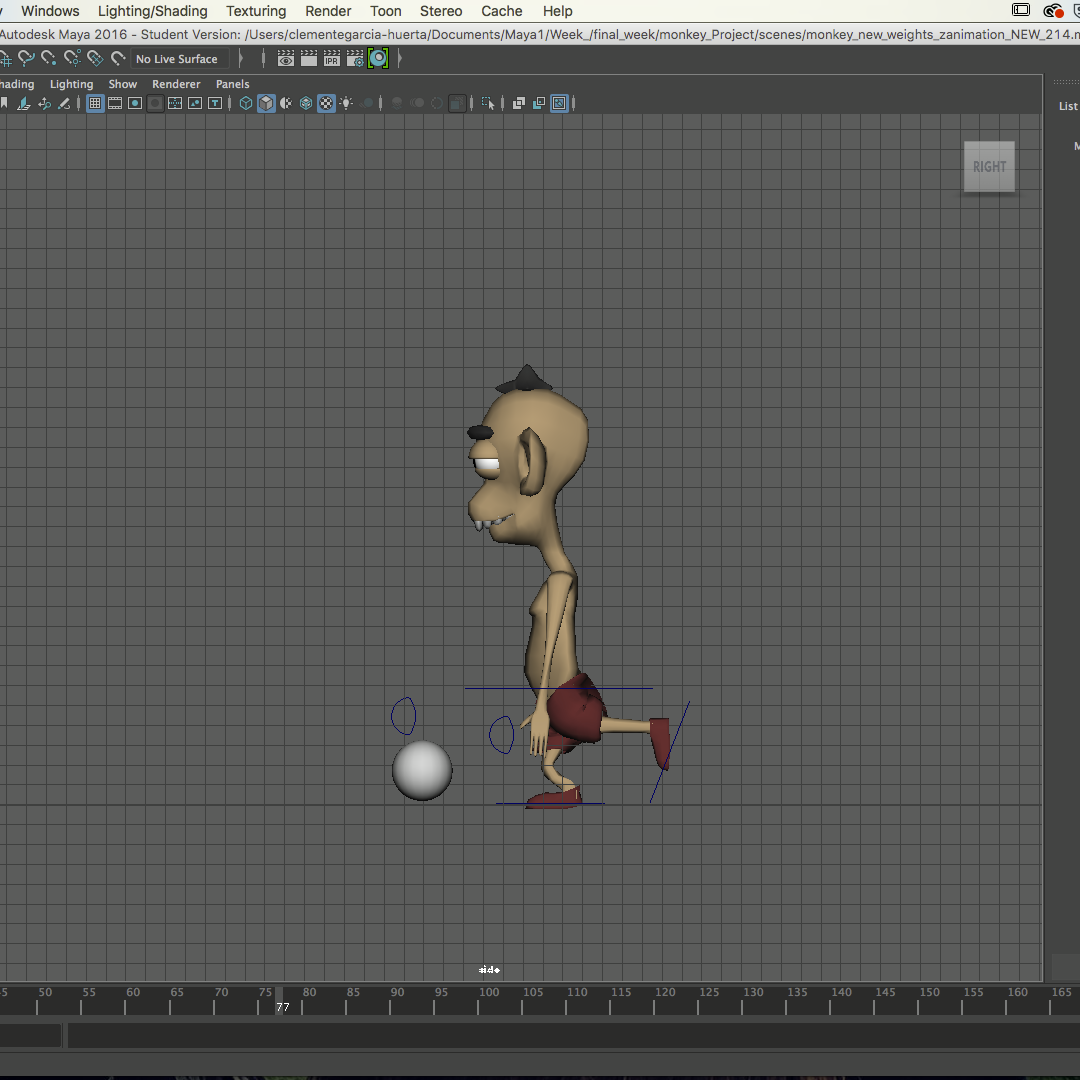 Windows Lighting/Shading Texturing Render Toon Stereo Cache Help
Autodesk Maya 2016 - Student Version: /Users/clementegarcia-huerta/Documents/Maya1/Week_/final_week/monkey_Project/scenes/monkey_new_weights_zanimation_NEW_214.m
No Live Surface IPR
hading Lighting Show Renderer Panels
List
M
RIGHT
side
45 50 55 60 65 70 75 80 85 90 95 100 105 110 115 120 125 130 135 140 145 150 155 160 165
77